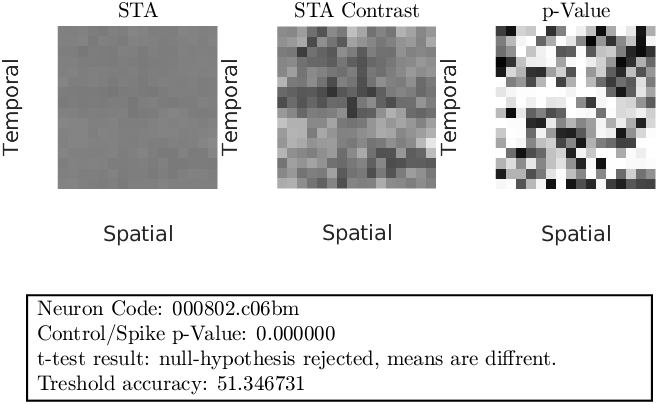 STA
STA Contrast
p-Value
Temporal
Temporal
Temporal
Spatial
Spatial
Spatial
Neuron Code: 000802.c06bm
Control/Spike p-Value: 0.000000
t-test result: null-hypothesis rejected, means are diffrent.
Treshold accuracy: 51.346731